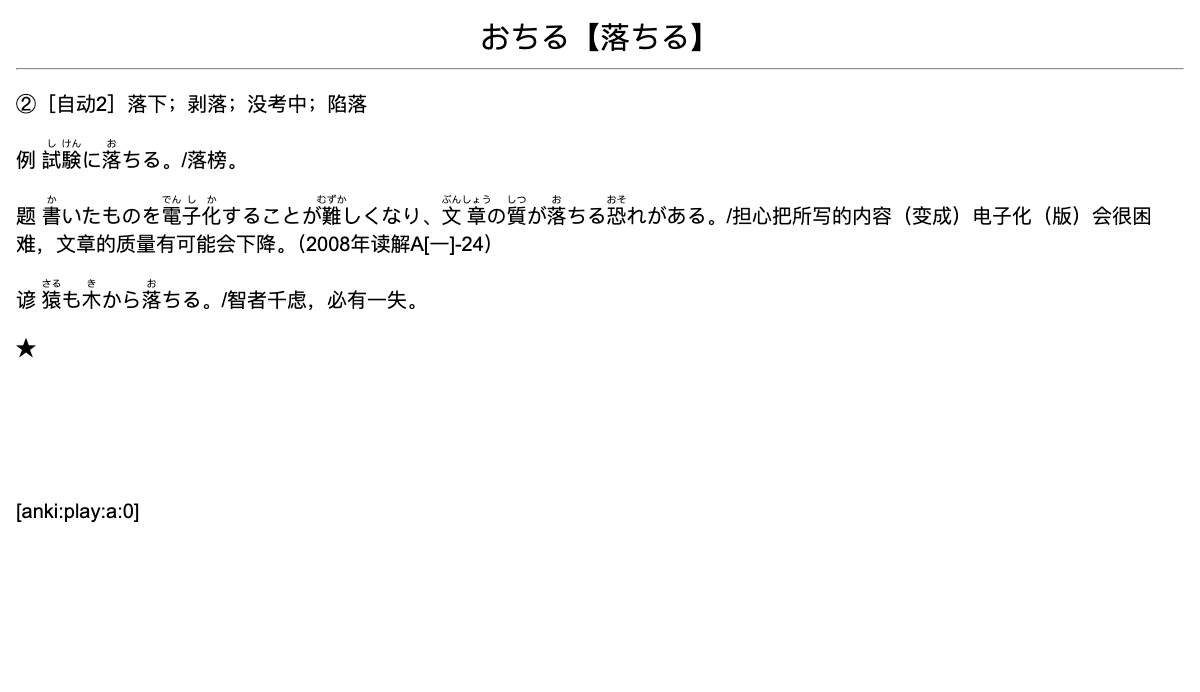 おちる【落ちる】
②［自动2］落下；剥落；没考中；陷落
しけん お
例 試験に落ちる。/落榜。
か でんしか むずか ぶんしょう しつ お おそ
题 書いたものを電子化することが難しくなり、文章の質が落ちる恐れがある。/担心把所写的内容（变成）电子化（版）会很困
难，文章的质量有可能会下降。（2008年读解A[一]-24）
さる き お
谚 猿も木から落ちる。/智者千虑，必有一失。
★
[anki:play:a:0]